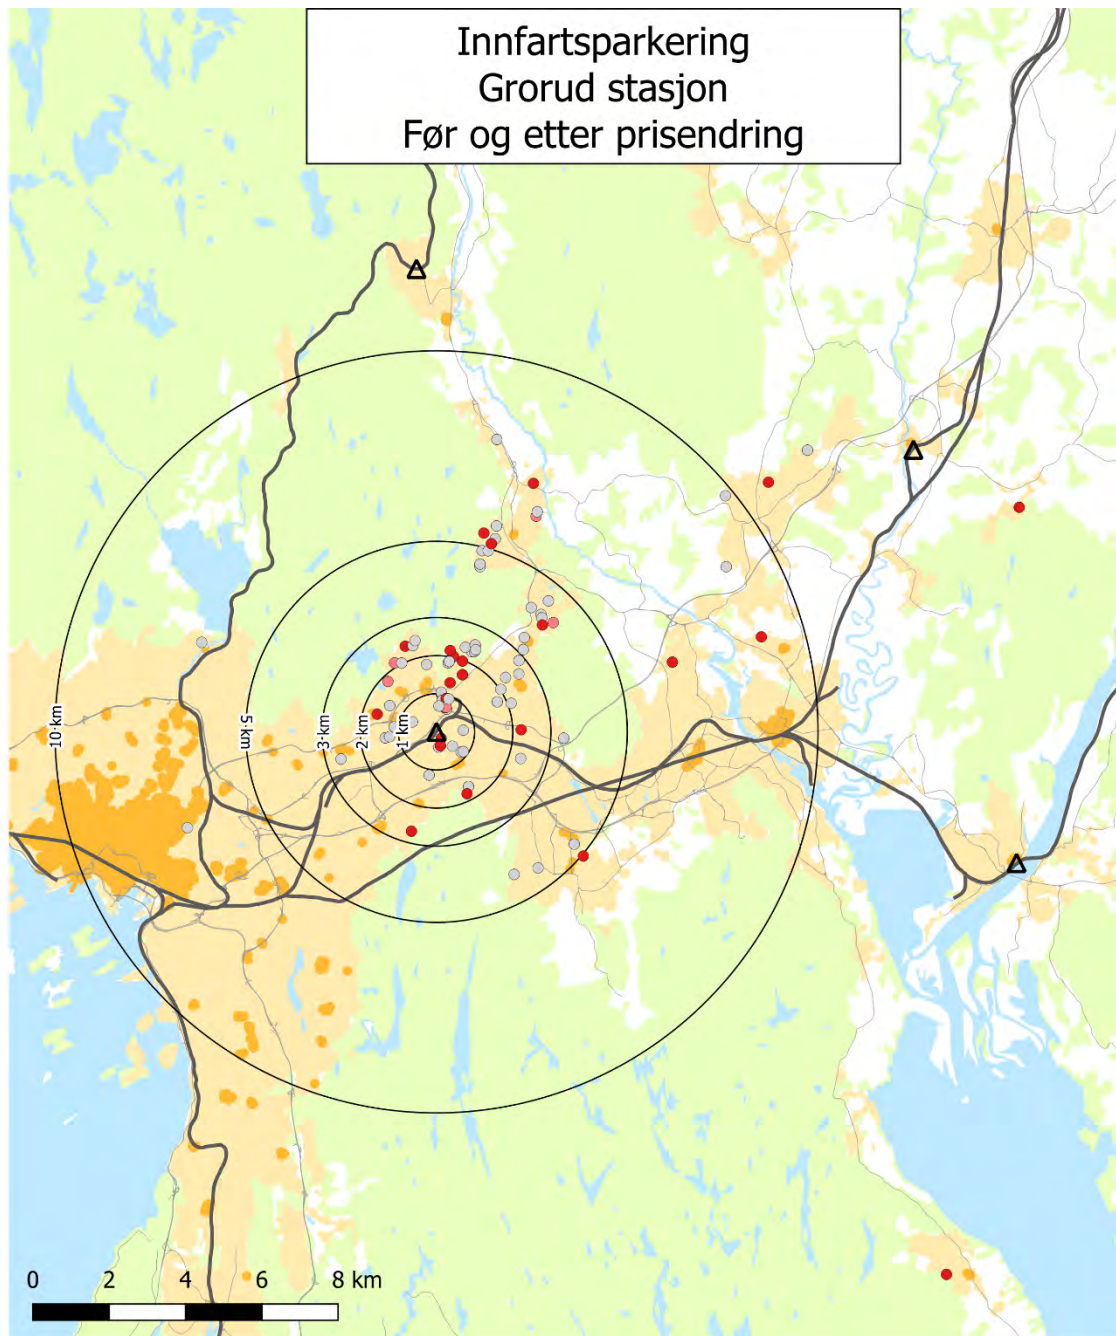 Innfartsparkering
Grorud stasjon
Før og etter prisendring
10·km
5·km
3·km
2·km
1·km
0 2 4 6 8 km